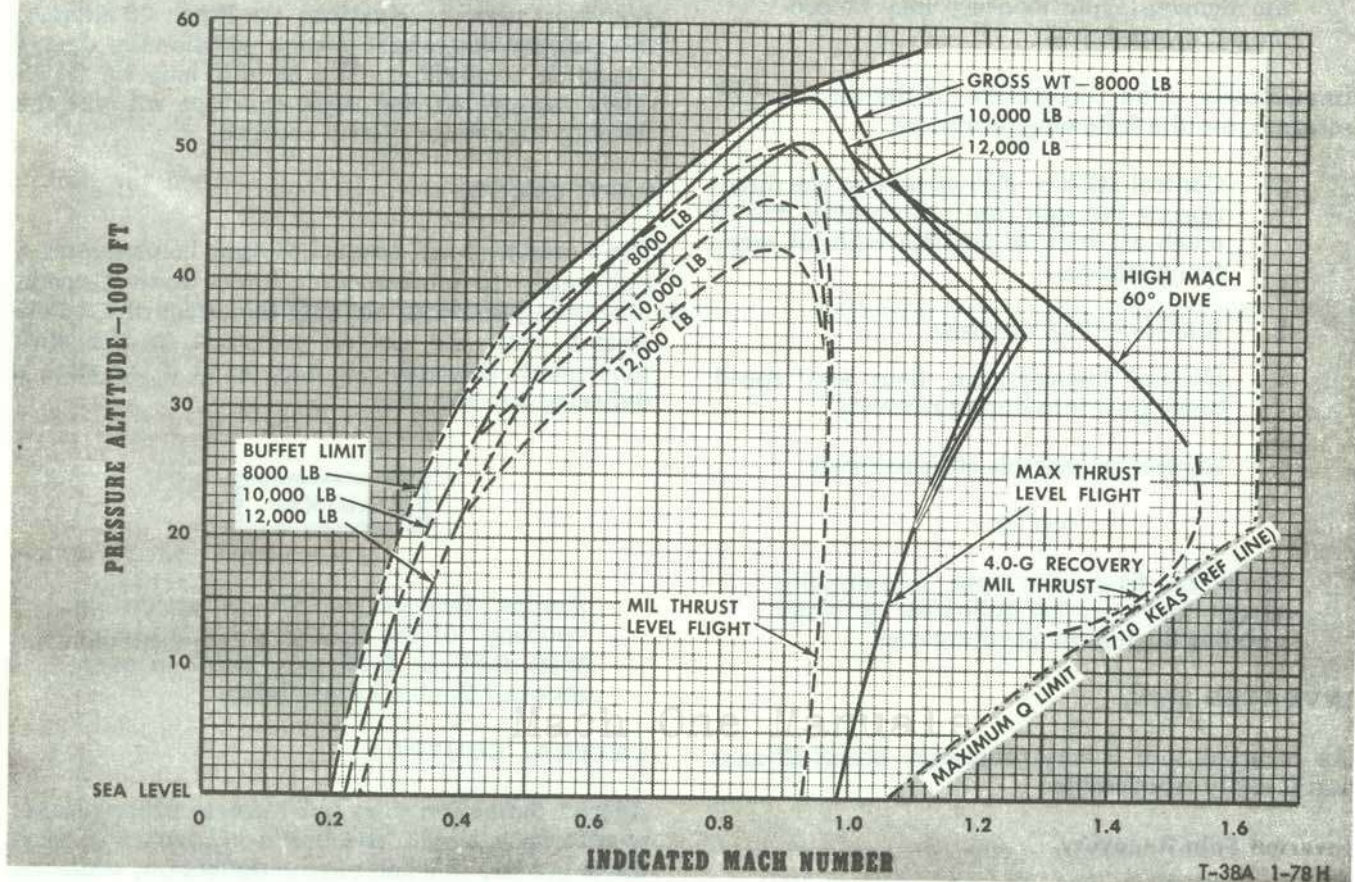 60
50
40
30
20
10
SEA LEVEL
PRESSURE ALTITUDE—1000 FT
GROSS WT — 8000 LB
10,000 LB
12,000 LB
8000 LB
10,000 LB
12,000 LB
HIGH MACH
60° DIVE
BUFFET LIMIT
8000 LB
10,000 LB
12,000 LB
MAX THRUST
LEVEL FLIGHT
4.0-G RECOVERY
MIL THRUST
MIL THRUST
LEVEL FLIGHT
710 KEAS (REF LINE)
MAXIMUM Q LIMIT
0 0.2 0.4 0.6 0.8 1.0 1.2 1.4 1.6
INDICATED MACH NUMBER
T-38A 1-78H